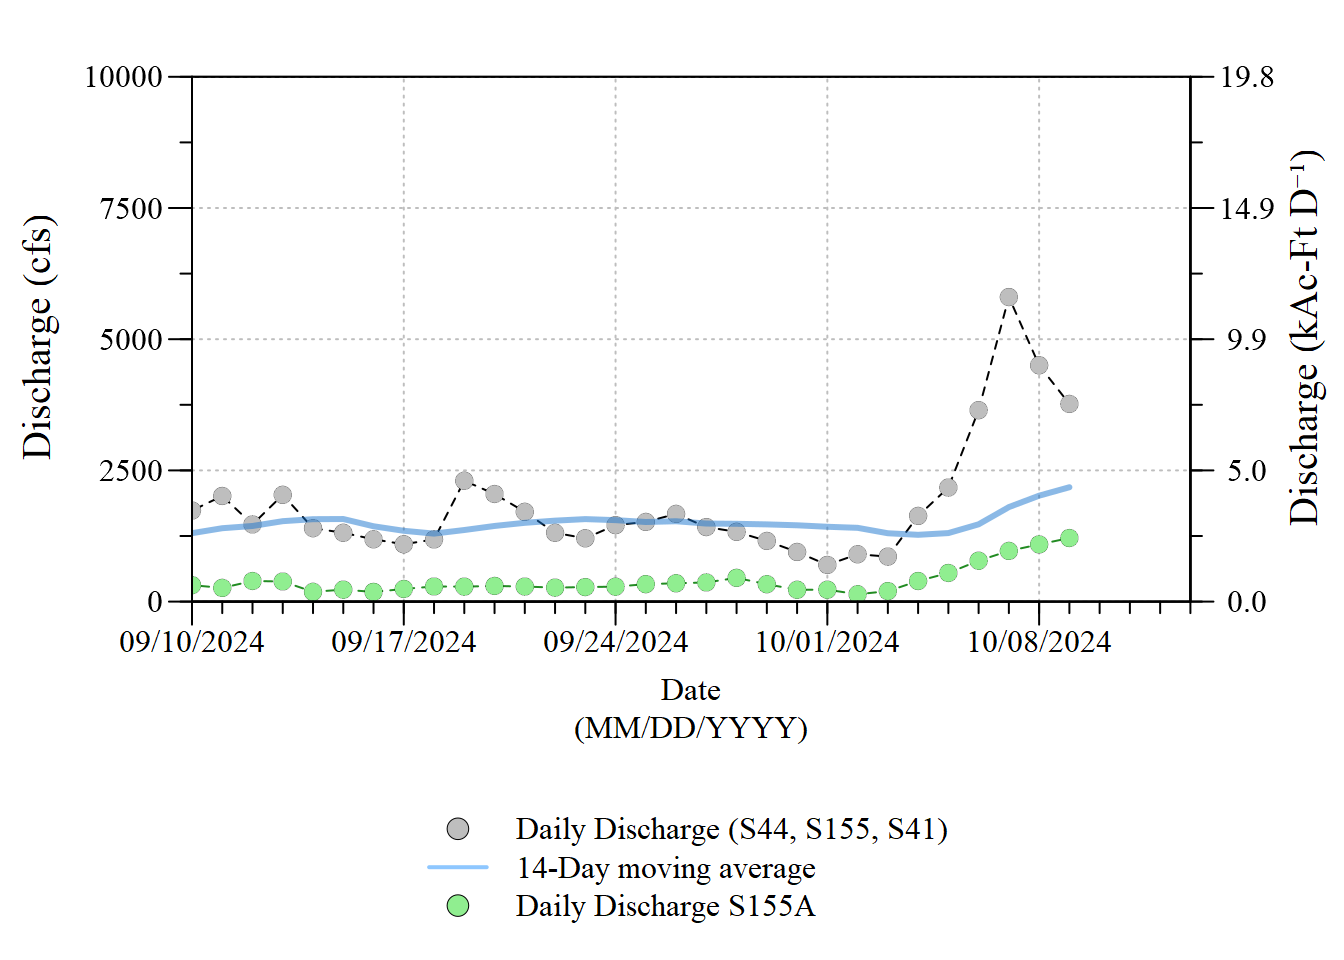 10000
7500
5000
2500
0
19.8
14.9
9.9
5.0
0.0
Discharge (cfs)
Discharge (kAc-Ft D⁻¹)
09/10/2024 09/17/2024 09/24/2024 10/01/2024 10/08/2024
Date
(MM/DD/YYYY)
Daily Discharge (S44, S155, S41)
14-Day moving average
Daily Discharge S155A